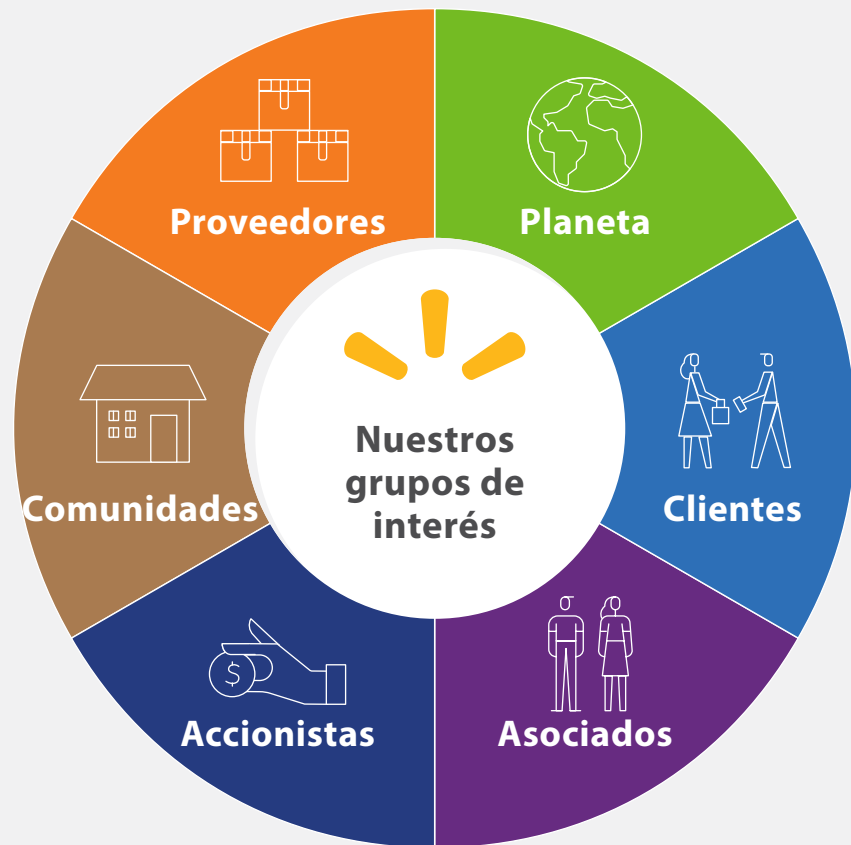 Proveedores
Planeta
Comunidades
Nuestros
grupos de
interés
Clientes
$
Accionistas
Asociados